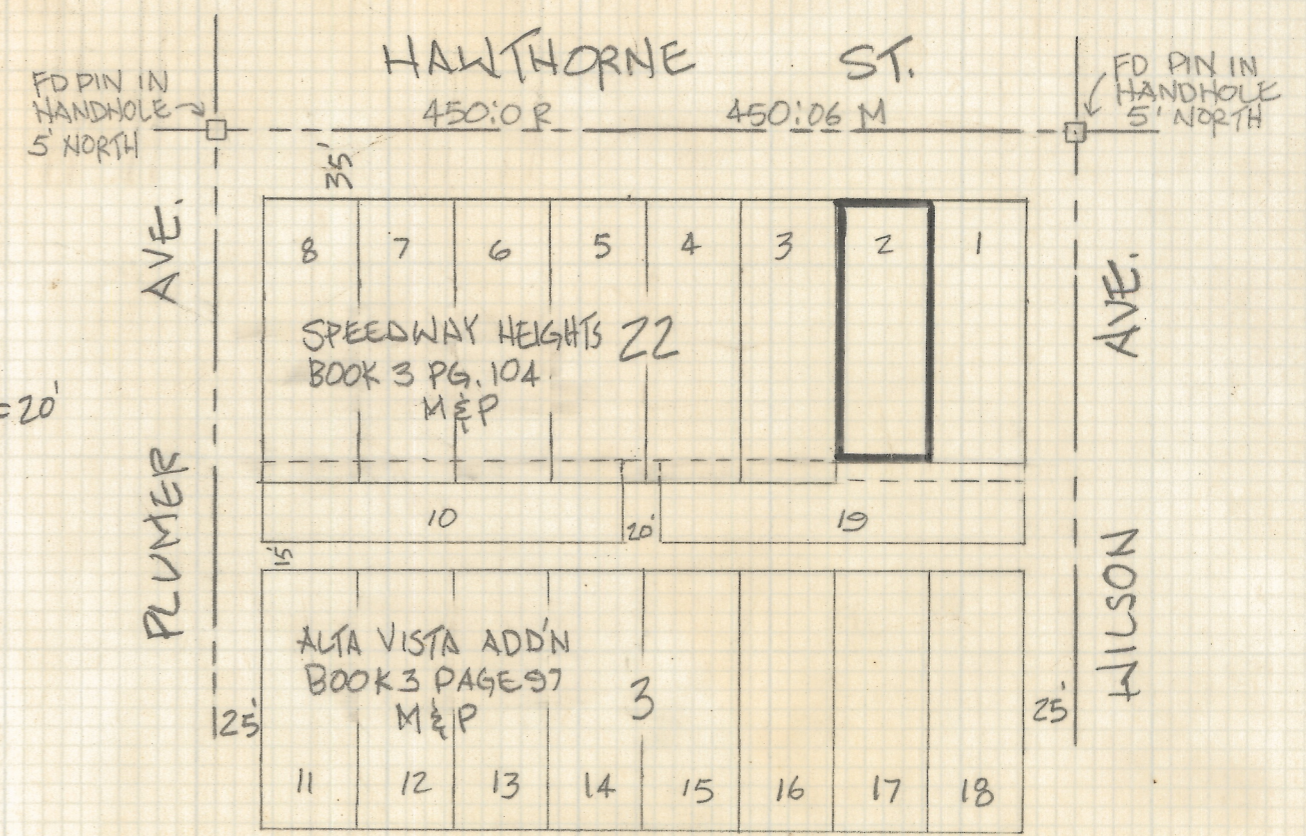 HAWTHORNE ST.
FD PIN IN
HANDHOLE
5' NORTH
450.0 R
450.06 M
FD PIN IN
HANDHOLE
5' NORTH
35'
PLUMER AVE.
WILSON AVE.
8 7 6 5 4 3 2 1
SPEEDWAY HEIGHTS 22
BOOK 3 PG. 104
M & P
= 20'
10 20' 19
15'
ALTA VISTA ADD'N
BOOK 3 PAGE 97
M & P
3
25' 25'
11 12 13 14 15 16 17 18